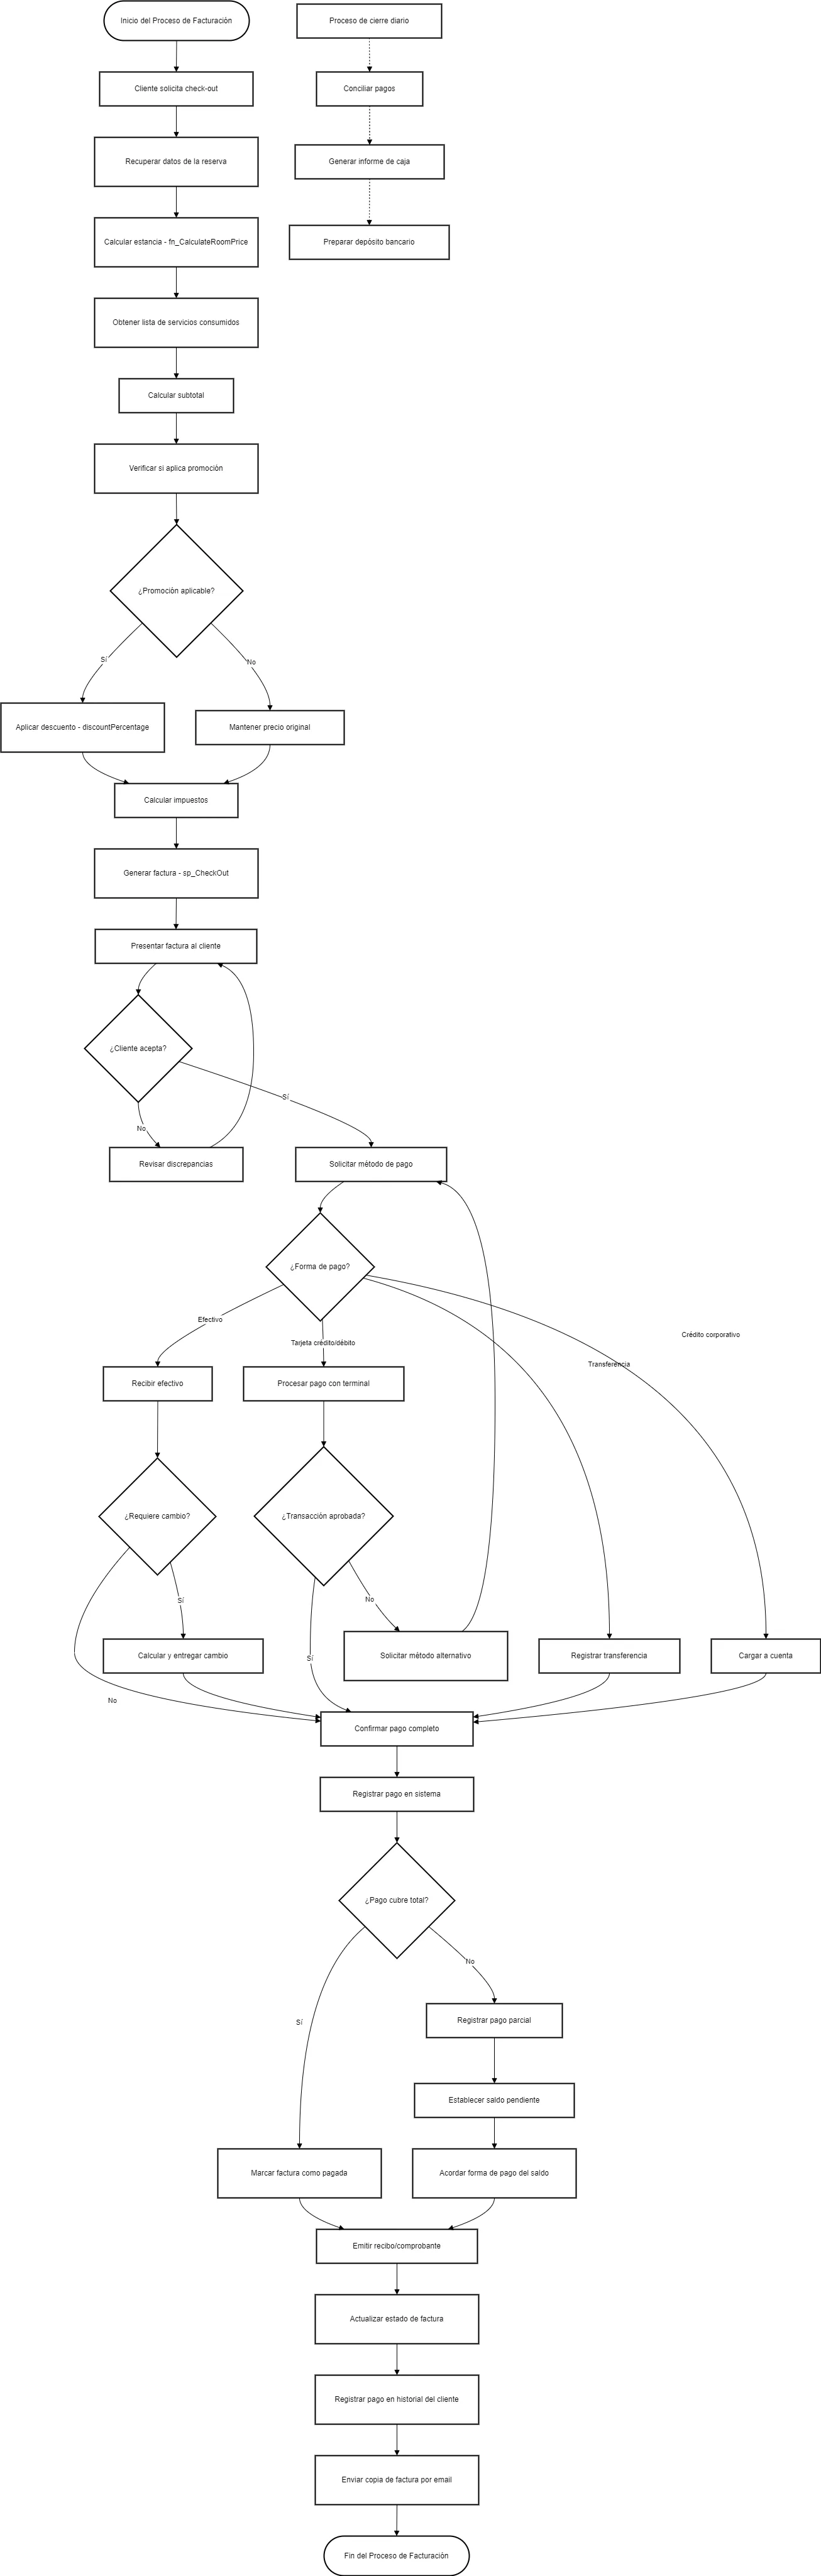 Inicio del Proceso de Facturación
Proceso de cierre diario
Cliente solicita check-out
Conciliar pagos
Recuperar datos de la reserva
Generar informe de caja
Calcular estancia - fn_CalculateRoomPrice
Preparar depósito bancario
Obtener lista de servicios consumidos
Calcular subtotal
Verificar si aplica promoción
¿Promoción aplicable?
Sí
No
Aplicar descuento - discountPercentage
Mantener precio original
Calcular impuestos
Generar factura - sp_CheckOut
Presentar factura al cliente
¿Cliente acepta?
Sí
No
Revisar discrepancias
Solicitar método de pago
¿Forma de pago?
Efectivo
Tarjeta crédito/débito
Transferencia
Crédito corporativo
Recibir efectivo
Procesar pago con terminal
¿Requiere cambio?
¿Transacción aprobada?
Sí
No
Calcular y entregar cambio
Sí
Solicitar método alternativo
Registrar transferencia
Cargar a cuenta
No
Confirmar pago completo
Registrar pago en sistema
¿Pago cubre total?
No
Sí
Registrar pago parcial
Establecer saldo pendiente
Marcar factura como pagada
Acordar forma de pago del saldo
Emitir recibo/comprobante
Actualizar estado de factura
Registrar pago en historial del cliente
Enviar copia de factura por email
Fin del Proceso de Facturación